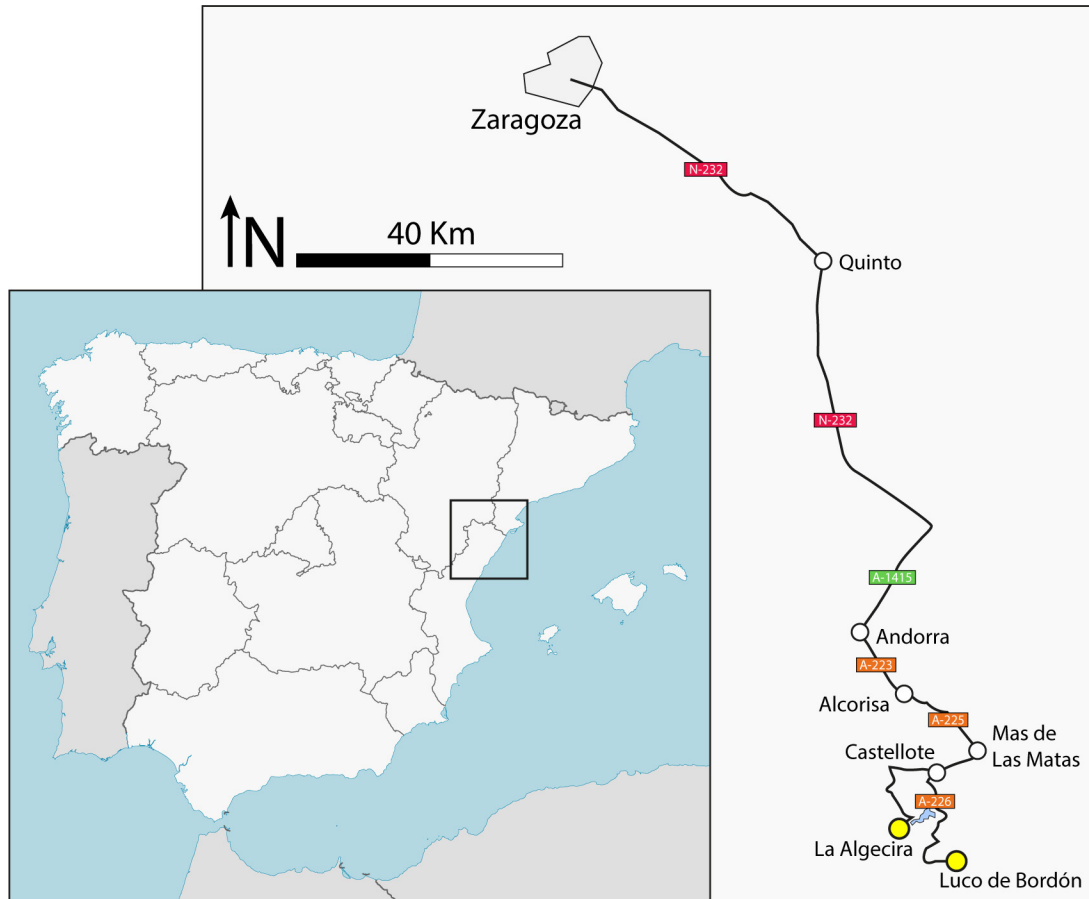 Zaragoza
N-232
N
40 Km
Quinto
N-232
A-1415
Andorra
A-223
Alcorisa
A-225
Mas de
Las Matas
Castellote
A-226
La Algecira
Luco de Bordón